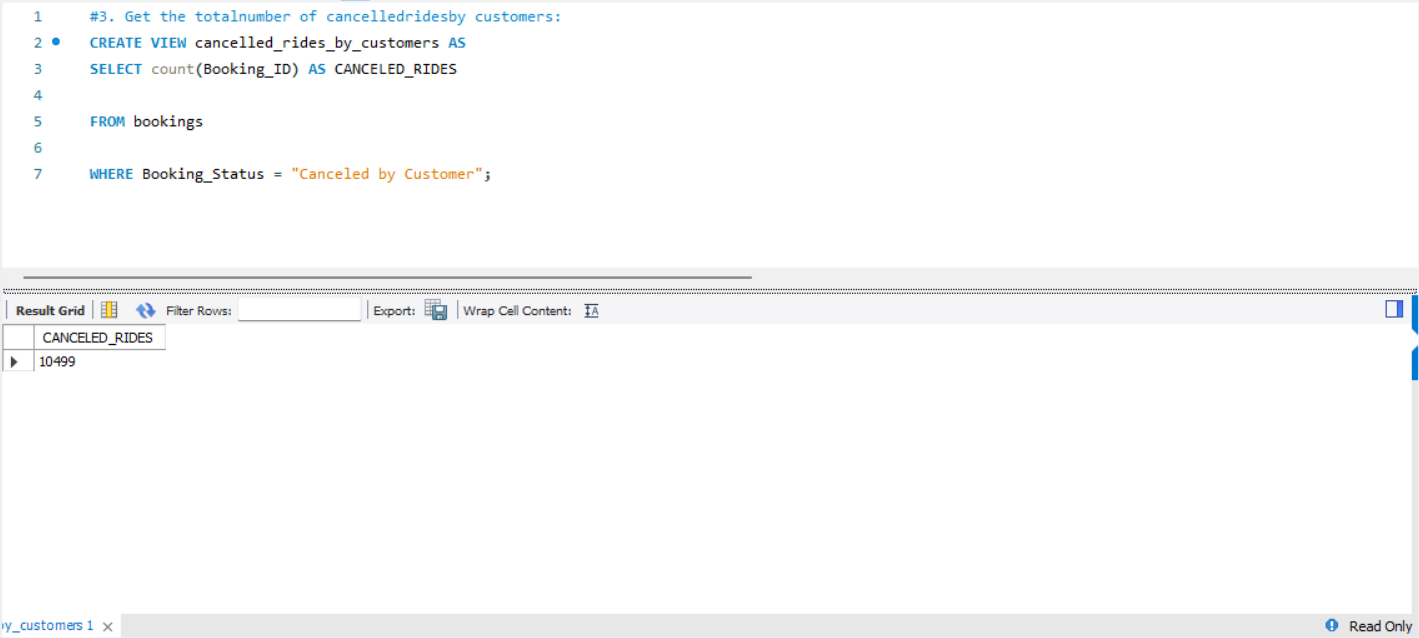 1 #3. Get the totalnumber of cancelledridesby customers:
2 CREATE VIEW cancelled_rides_by_customers AS
3 SELECT count(Booking_ID) AS CANCELED_RIDES
4
5 FROM bookings
6
7 WHERE Booking_Status = "Canceled by Customer";
Result Grid Filter Rows: Export: Wrap Cell Content:
CANCELED_RIDES
10499
y_customers 1 Read Only